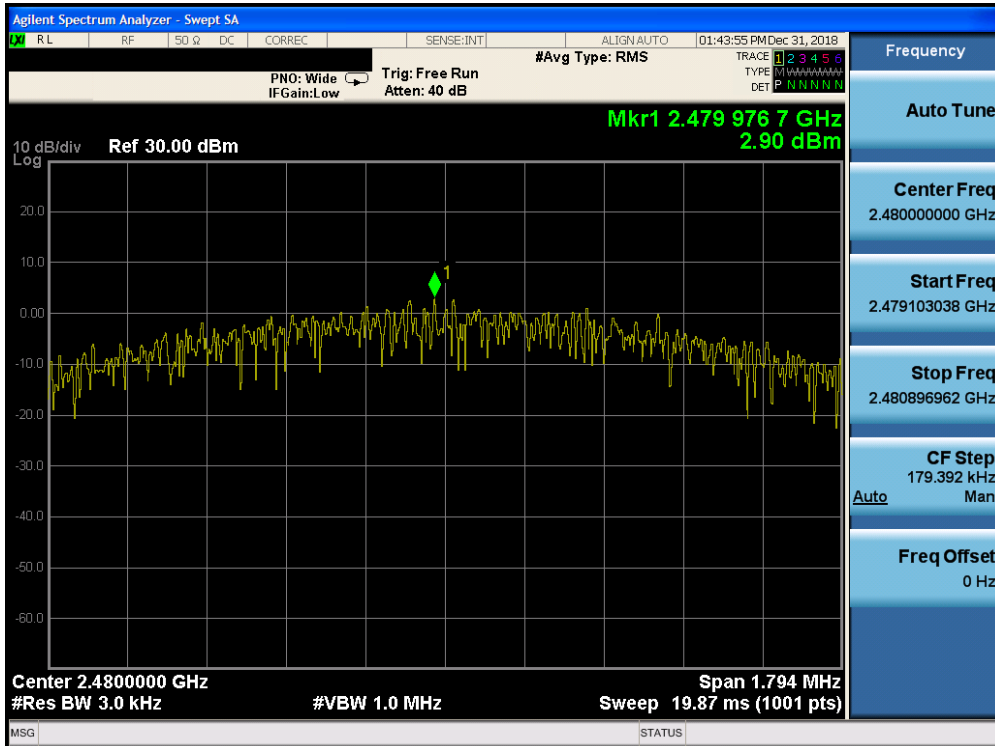 Agilent Spectrum Analyzer - Swept SA
LXI RL RF 50 Ω DC CORREC SENSE:INT ALIGN AUTO 01:43:55 PM Dec 31, 2018
#Avg Type: RMS TRACE 1 2 3 4 5 6
PNO: Wide Trig: Free Run TYPE M WWWWW
IFGain:Low Atten: 40 dB DET P N N N N N
Mkr1 2.479 976 7 GHz
2.90 dBm
10 dB/div Ref 30.00 dBm
Log
20.0
10.0
1
0.00
-10.0
-20.0
-30.0
-40.0
-50.0
-60.0
Center 2.4800000 GHz Span 1.794 MHz
#Res BW 3.0 kHz #VBW 1.0 MHz Sweep 19.87 ms (1001 pts)
MSG STATUS
Frequency
Auto Tune
Center Freq
2.480000000 GHz
Start Freq
2.479103038 GHz
Stop Freq
2.480896962 GHz
CF Step
179.392 kHz
Auto Man
Freq Offset
0 Hz